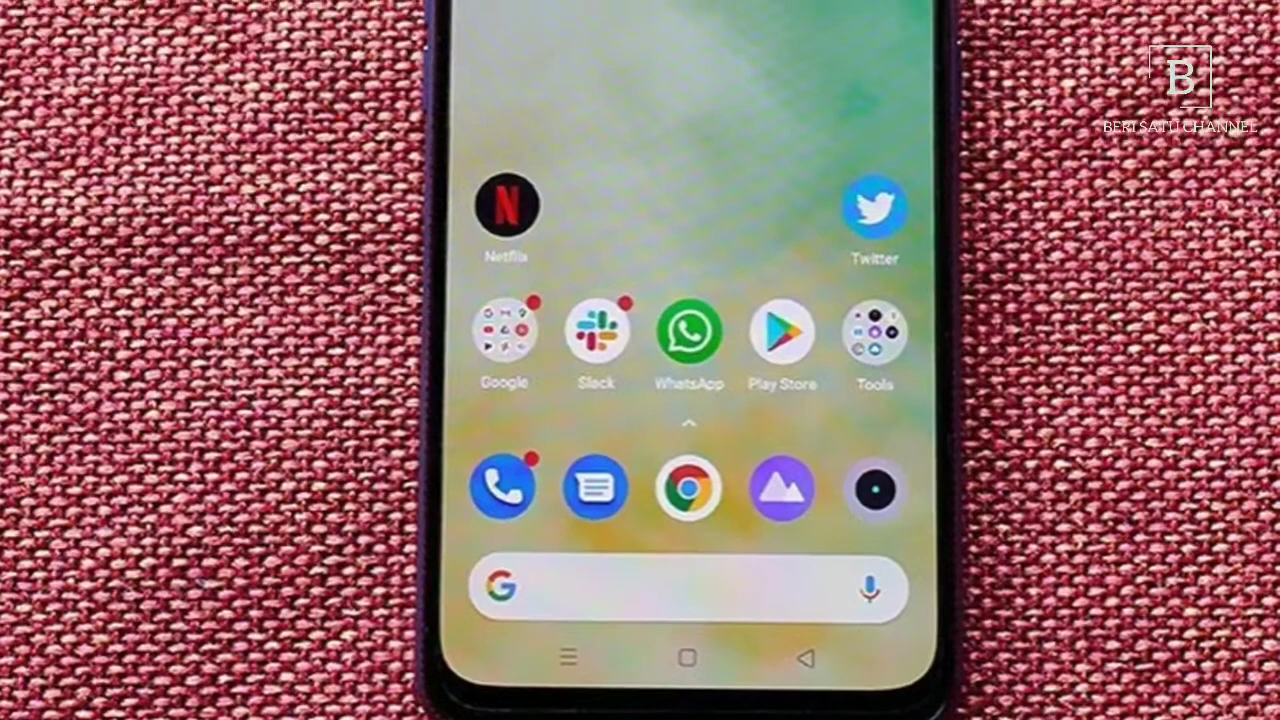 B
BERISATU CHANNEL
Netflix
Twitter
Google
Slack
WhatsApp
Play Store
Tools